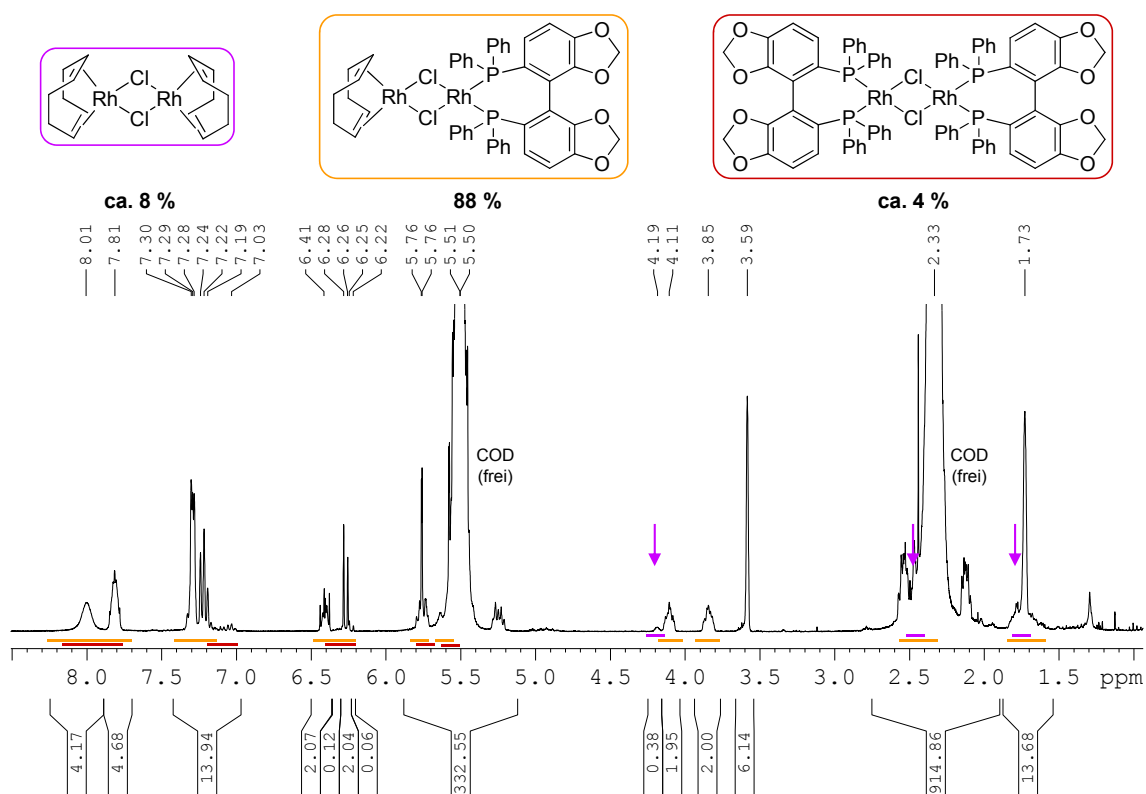 Cl
Rh Rh
Cl
Ph Ph
P
Cl
Rh Rh
Cl
P
Ph Ph
O
O
O
O
O
O
O
O
Ph Ph
P
P
Ph Ph
Cl
Rh Rh
Cl
Ph Ph
P
P
Ph Ph
O
O
O
O
ca. 8 %
88 %
ca. 4 %
8.01
7.81
7.30
7.29
7.28
7.24
7.22
7.19
7.03
6.41
6.28
6.26
6.25
6.22
5.76
5.76
5.51
5.50
4.19
4.11
3.85
3.59
2.33
1.73
COD
(frei)
COD
(frei)
8.0 7.5 7.0 6.5 6.0 5.5 5.0 4.5 4.0 3.5 3.0 2.5 2.0 1.5 ppm
4.17
4.68
13.94
2.07
0.12
2.04
0.06
332.55
0.38
1.95
2.00
6.14
914.86
13.68